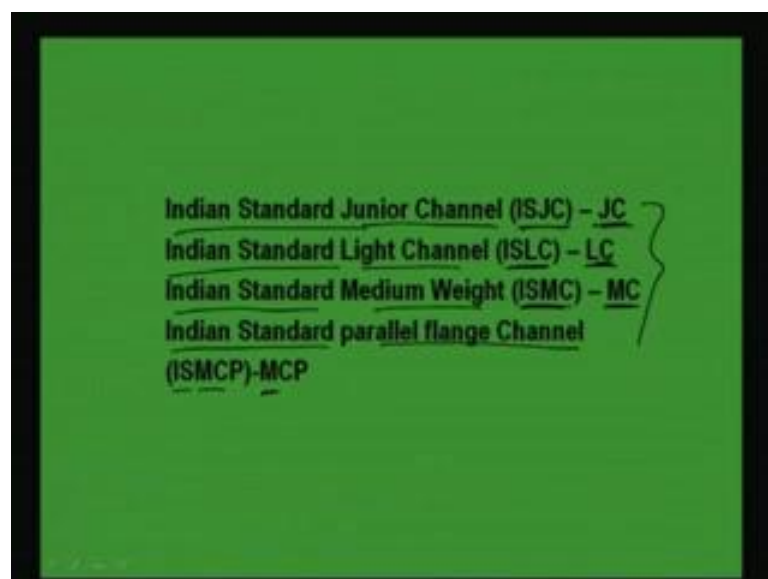 Indian Standard Junior Channel (ISJC) – JC
Indian Standard Light Channel (ISLC) – LC
Indian Standard Medium Weight (ISMC) – MC
Indian Standard parallel flange Channel
(ISMCP)-MCP